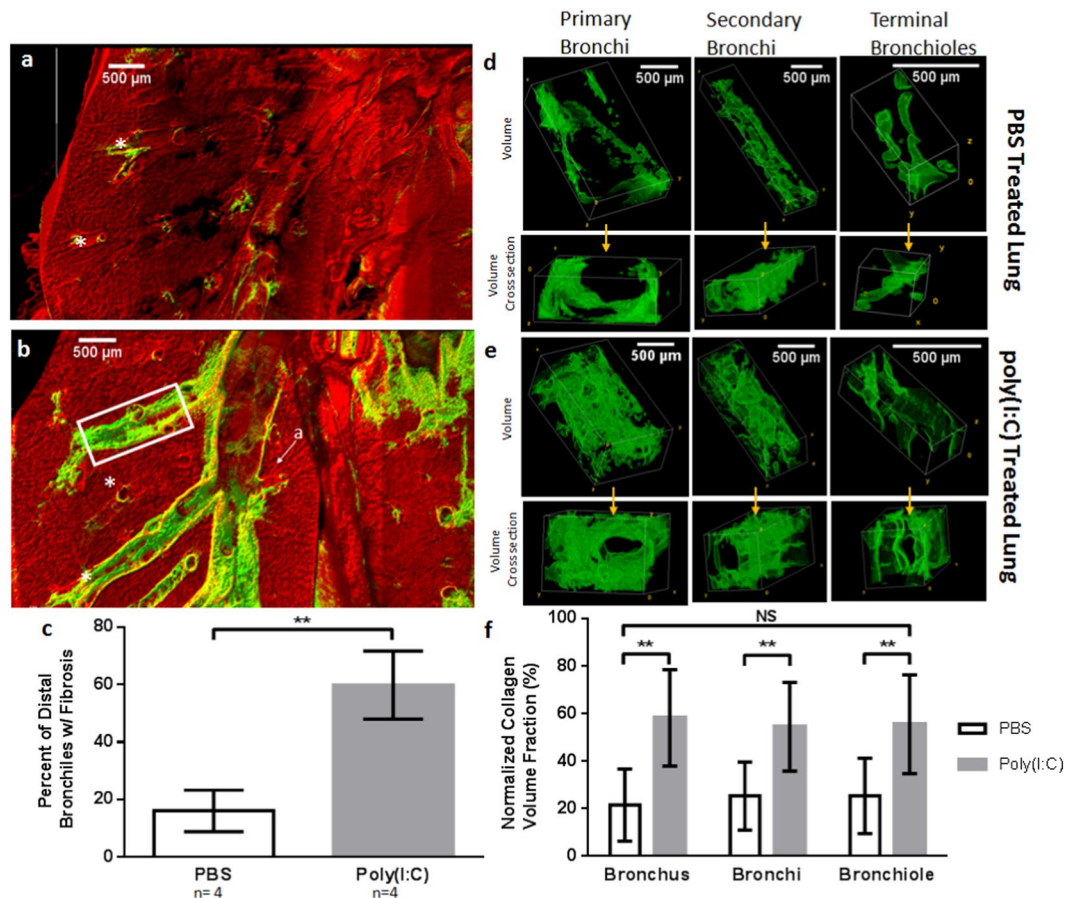 Primary Bronchi
Secondary Bronchi
Terminal Bronchioles
a
500 µm
*
*
b
500 µm
a
*
*
d
500 µm
500 µm
500 µm
Volume
Volume Cross section
PBS Treated Lung
e
500 µm
500 µm
500 µm
Volume
Volume Cross section
poly(I:C) Treated Lung
c
**
80
60
40
20
0
Percent of Distal
Bronchiles w/ Fibrosis
PBS
n= 4
Poly(I:C)
n=4
f
NS
**
**
**
100
80
60
40
20
0
Normalized Collagen
Volume Fraction (%)
Bronchus
Bronchi
Bronchiole
PBS
Poly(I:C)